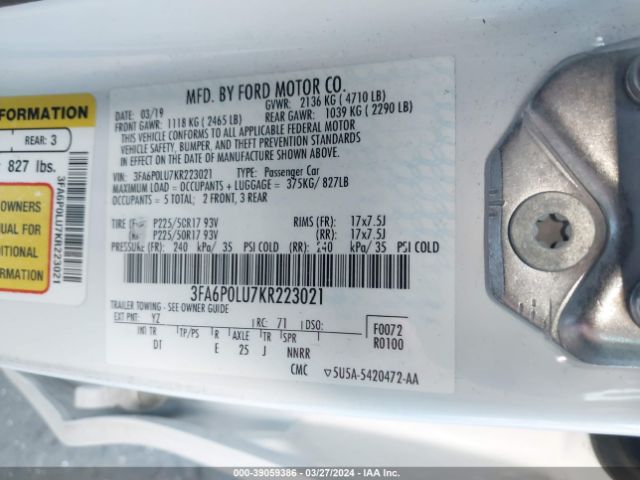 MFD. BY FORD MOTOR CO.
DATE: 03/19 GVWR: 2136 KG ( 4710 LB)
FRONT GAWR: 1118 KG ( 2465 LB) REAR GAWR: 1039 KG ( 2290 LB)
THIS VEHICLE CONFORMS TO ALL APPLICABLE FEDERAL MOTOR
VEHICLE SAFETY, BUMPER, AND THEFT PREVENTION STANDARDS
IN EFFECT ON THE DATE OF MANUFACTURE SHOWN ABOVE.
VIN: 3FA6P0LU7KR223021 TYPE: Passenger Car
MAXIMUM LOAD = OCCUPANTS + LUGGAGE = 375KG/ 827LB
OCCUPANTS = 5 TOTAL: 2 FRONT, 3 REAR
TIRE P225/50R17 93V RIMS (FR): 17x7.5J
P225/50R17 93V (RR): 17x7.5J
PRESSURE (FR): 240 kPa/ 35 PSI COLD (RR): 240 kPa/ 35 PSI COLD
3FA6P0LU7KR223021
TRAILER TOWING - SEE OWNER GUIDE
EXT PNT: YZ RC: 71 DSO: F0072
INT TR TP/PS R AXLE TR SPR R0100
DT E 25 J NNRR
CMC ▽5U5A-5420472-AA
FORMATION
REAR: 3
827 lbs.
OWNERS
UAL FOR
DITIONAL
FORMATION
3FA6P0LU7KR223021
000-39059386 - 03/27/2024 - IAAI.COM